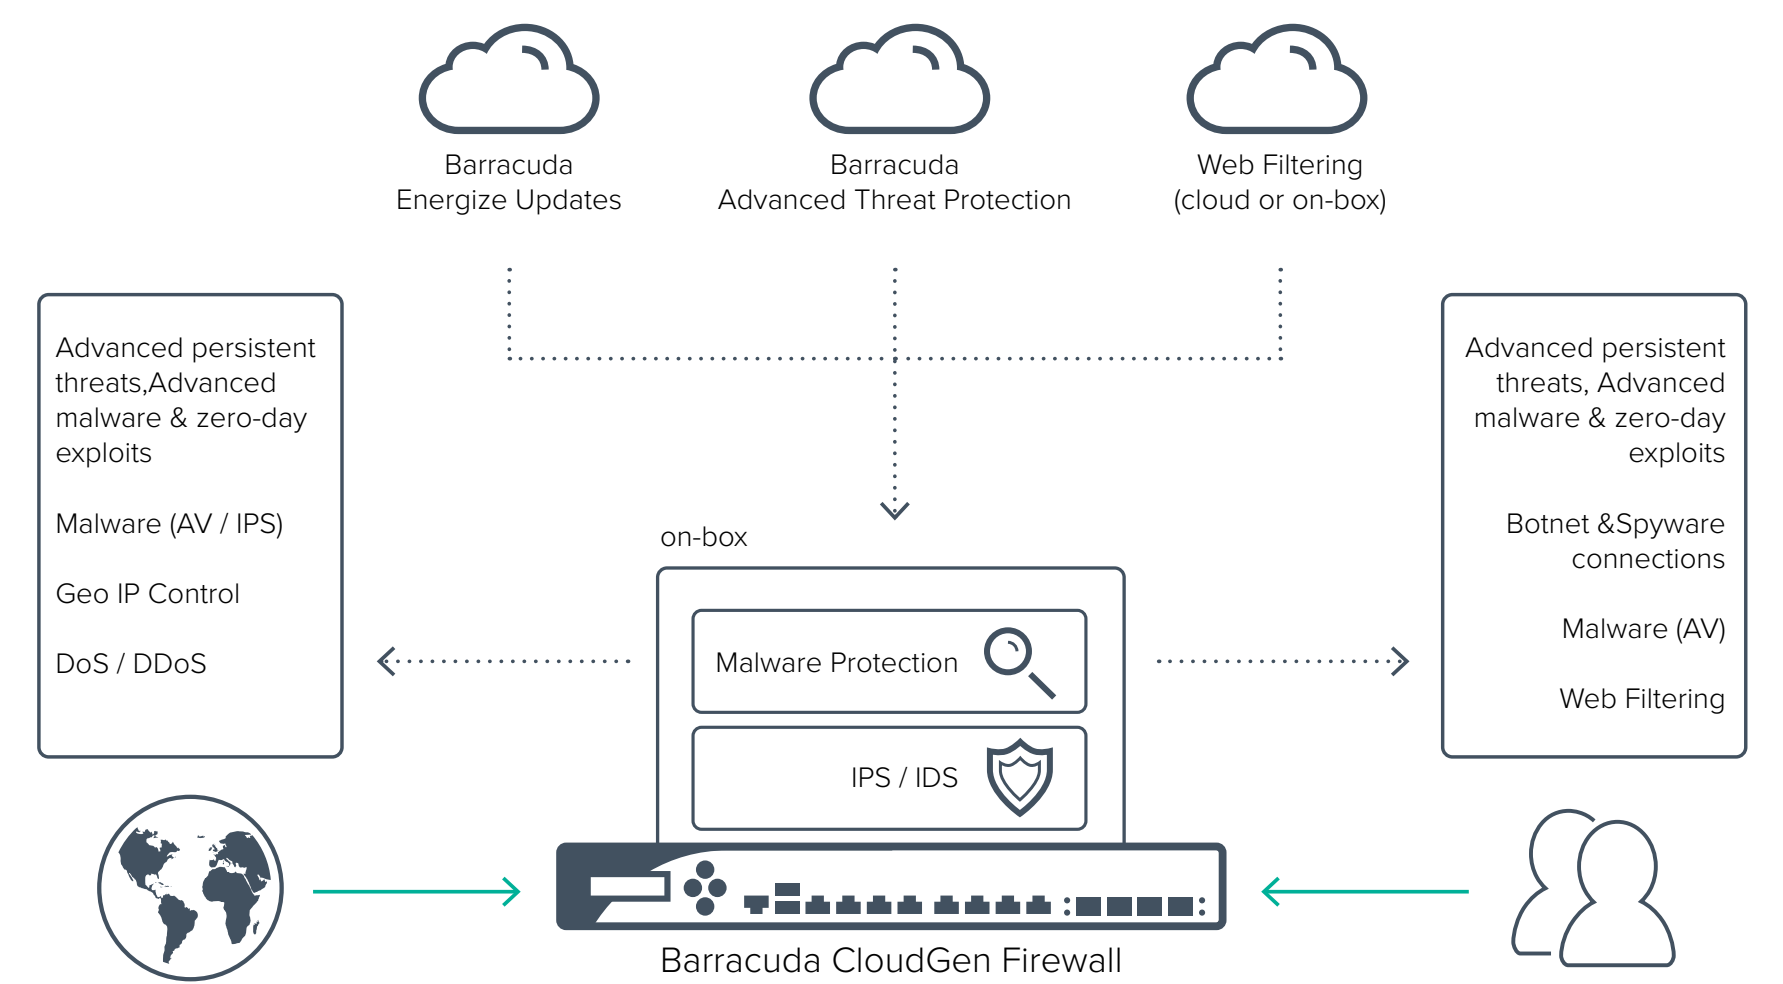 Barracuda
Energize Updates
Barracuda
Advanced Threat Protection
Web Filtering
(cloud or on-box)
Advanced persistent
threats,Advanced
malware & zero-day
exploits
Malware (AV / IPS)
Geo IP Control
DoS / DDoS
on-box
Malware Protection
IPS / IDS
Barracuda CloudGen Firewall
Advanced persistent
threats, Advanced
malware & zero-day
exploits
Botnet &Spyware
connections
Malware (AV)
Web Filtering